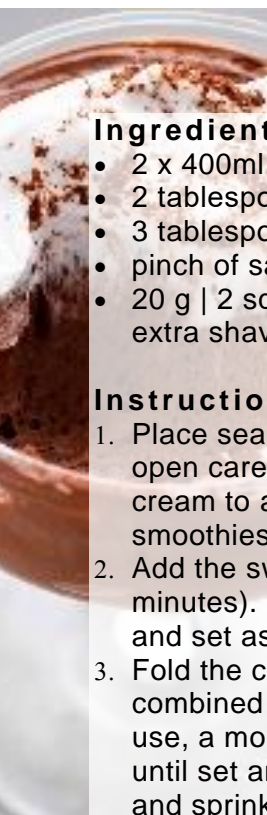 Ingredient
• 2 x 400ml
• 2 tablespo
• 3 tablespo
• pinch of sa
• 20 g | 2 sq
extra shav
Instructio
1. Place sea
open care
cream to a
smoothies
2. Add the sw
minutes).
and set as
3. Fold the c
combined
use, a mo
until set an
and sprink